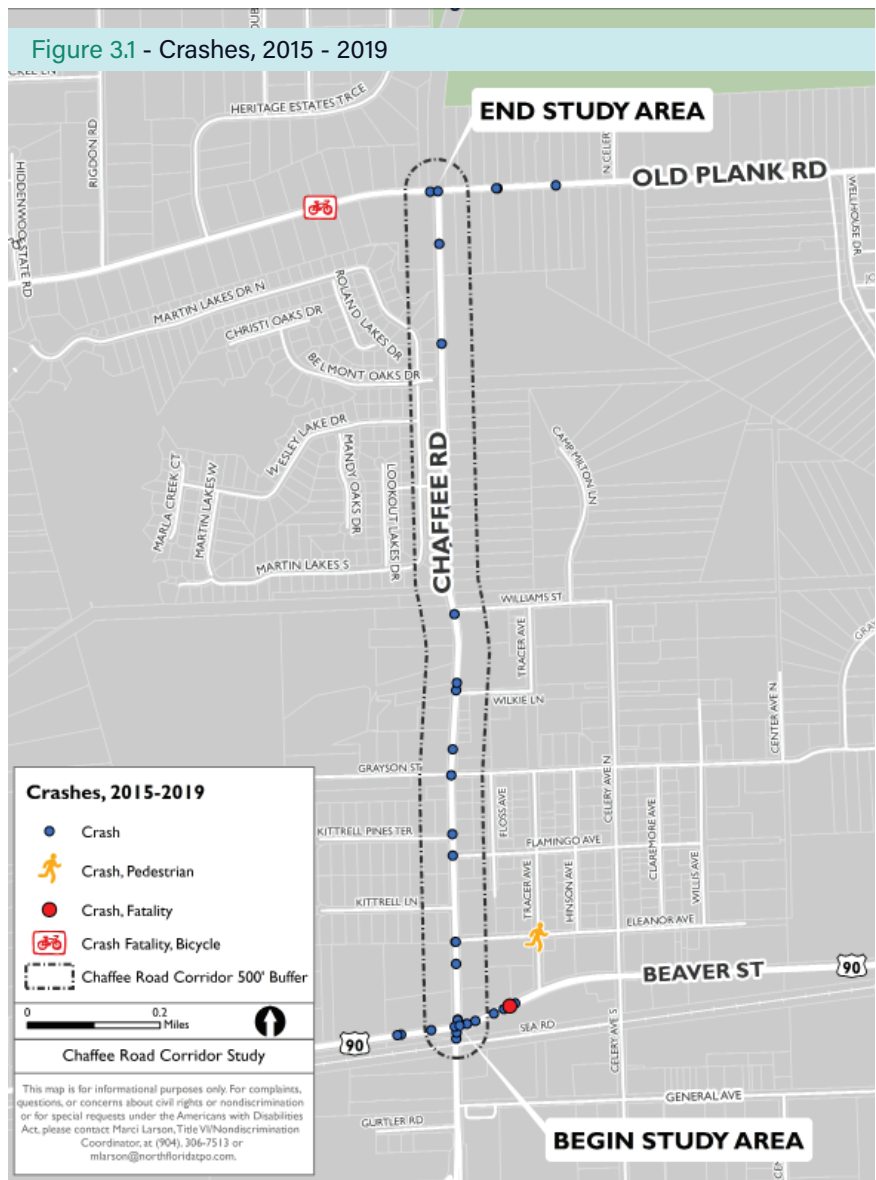 Figure 3.1 - Crashes, 2015 - 2019
HERITAGE ESTATES TRCE
END STUDY AREA
RIGDON RD
HIDDENWOOD STATE RD
N CELERY
OLD PLANK RD
WELLHOUSE DR
MARTIN LAKES DR N
ROLAND LAKES DR
CHRISTI OAKS DR
BELMONT OAKS DR
WESLEY LAKE DR
MANDY OAKS DR
LOOKOUT LAKES DR
MARLA CREEK CT
MARTIN LAKES W
MARTIN LAKES S
CHAFFEE RD
CAMP MILTON LN
WILLIAMS ST
TRACER AVE
WILKIE LN
CENTER AVE N
GRAYSON ST
CELERY AVE N
FLOSS AVE
CLAREMORE AVE
KITTRELL PINES TER
FLAMINGO AVE
TRACER AVE
HINSON AVE
WILLIS AVE
KITTRELL LN
ELEANOR AVE
BEAVER ST
90
SEA RD
90
CELERY AVE S
GENERAL AVE
GURTLER RD
BEGIN STUDY AREA
Crashes, 2015-2019
Crash
Crash, Pedestrian
Crash, Fatality
Crash Fatality, Bicycle
Chaffee Road Corridor 500' Buffer
0 0.2
Miles
Chaffee Road Corridor Study
This map is for informational purposes only. For complaints,
questions, or concerns about civil rights or nondiscrimination
or for special requests under the Americans with Disabilities
Act, please contact Marci Larson, Title VI/Nondiscrimination
Coordinator, at (904). 306-7513 or
mlarson@northfloridatpo.com.